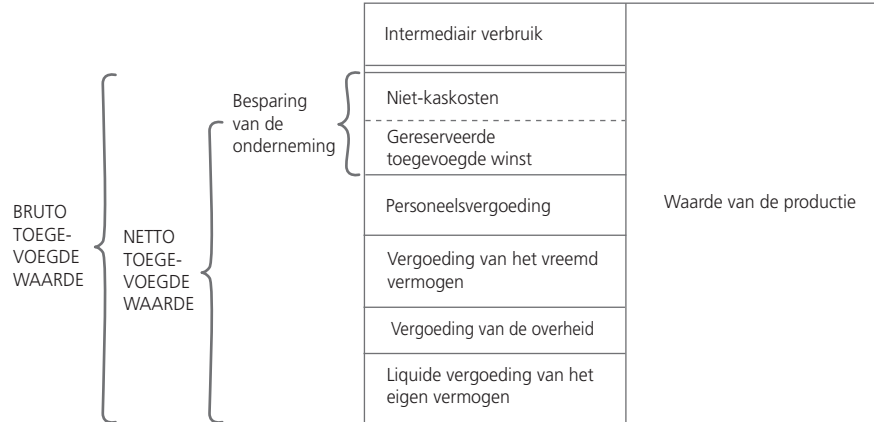 Intermediair verbruik
Niet-kaskosten
Gereserveerde
toegevoegde winst
Personeelsvergoeding
Vergoeding van het vreemd
vermogen
Vergoeding van de overheid
Liquide vergoeding van het
eigen vermogen
Waarde van de productie
Besparing
van de
onderneming
BRUTO
TOEGE-
VOEGDE
WAARDE
NETTO
TOEGE-
VOEGDE
WAARDE